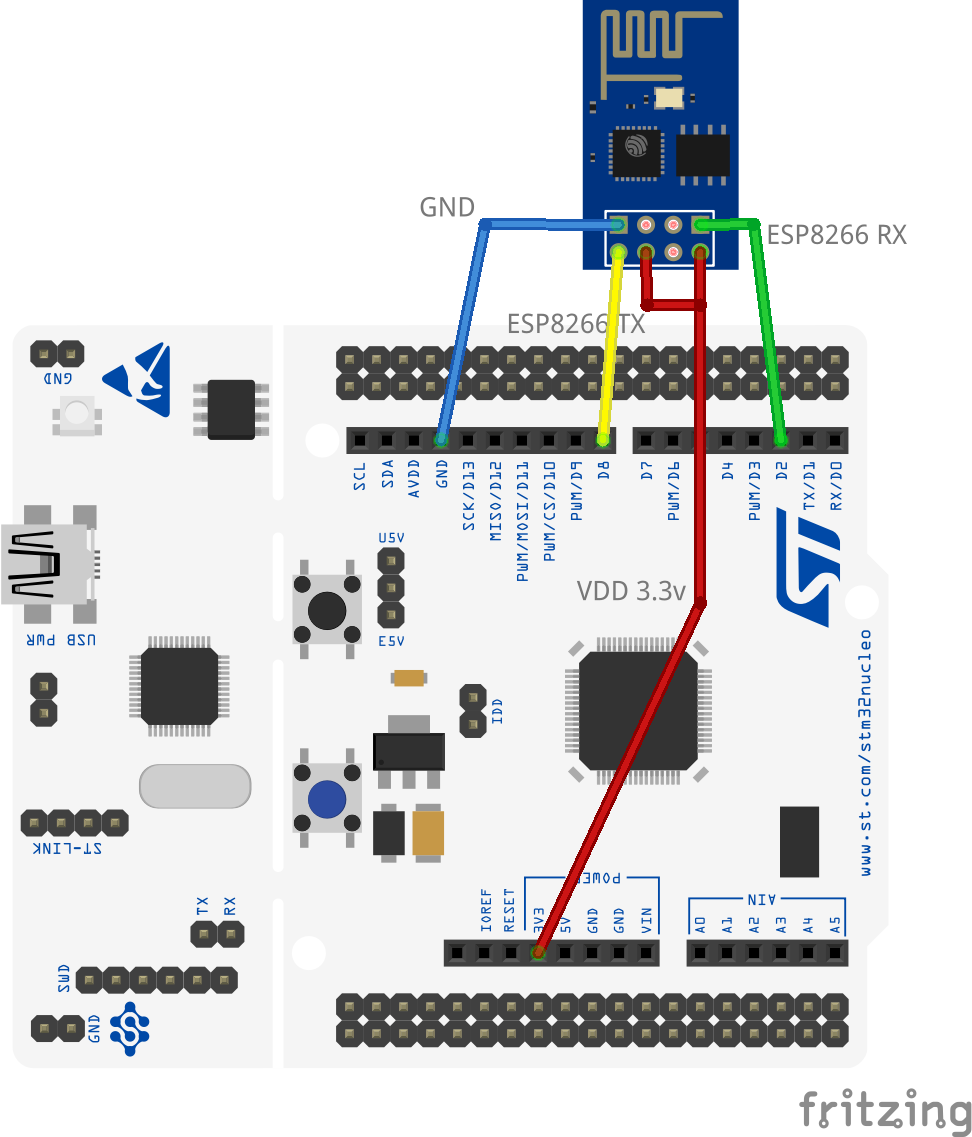 GND
ESP8266 RX
ESP8266 TX
GND
SCL
SDA
AVDD
GND
SCK/D13
MISO/D12
PWM/MOSI/D11
PWM/CS/D10
PWM/D9
D8
D7
PWM/D6
D4
PWM/D3
D2
TX/D1
RX/D0
U5V
E5V
VDD 3.3v
USB PWR
IDD
www.st.com/stm32nucleo
ST-LINK
TX
RX
SWD
GND
POWER
IOREF
RESET
3V3
5V
GND
GND
VIN
AIN
A0
A1
A2
A3
A4
A5
fritzing